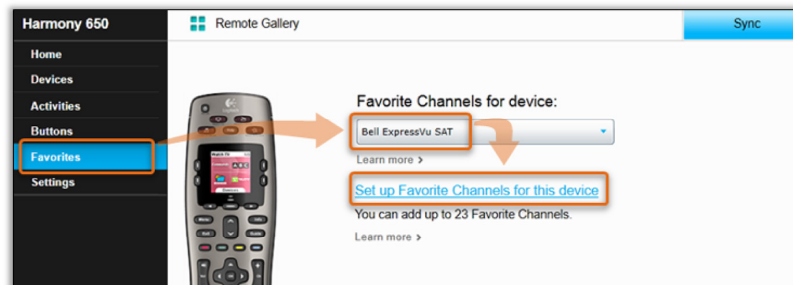 Harmony 650
Remote Gallery
Sync
Home
Devices
Activities
Buttons
Favorites
Settings
Favorite Channels for device:
Bell ExpressVu SAT
Learn more >
Set up Favorite Channels for this device
You can add up to 23 Favorite Channels.
Learn more >